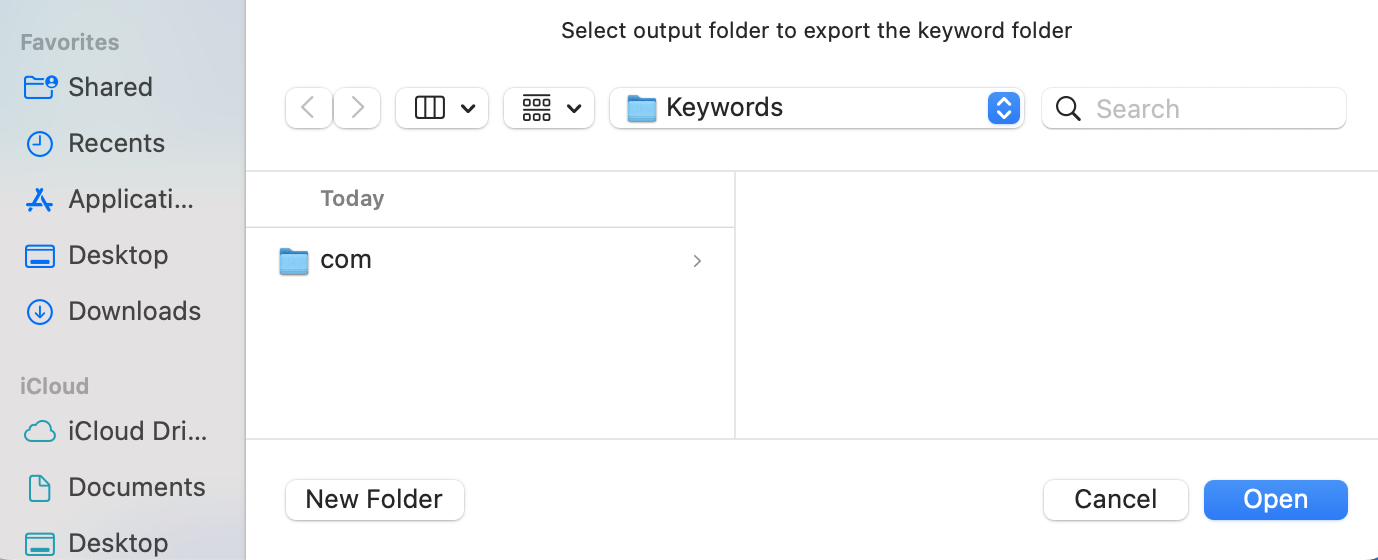 Select output folder to export the keyword folder
Favorites
Shared
Recents
Applicati...
Desktop
Downloads
iCloud
iCloud Dri...
Documents
Desktop
Keywords
Search
Today
com
New Folder
Cancel
Open